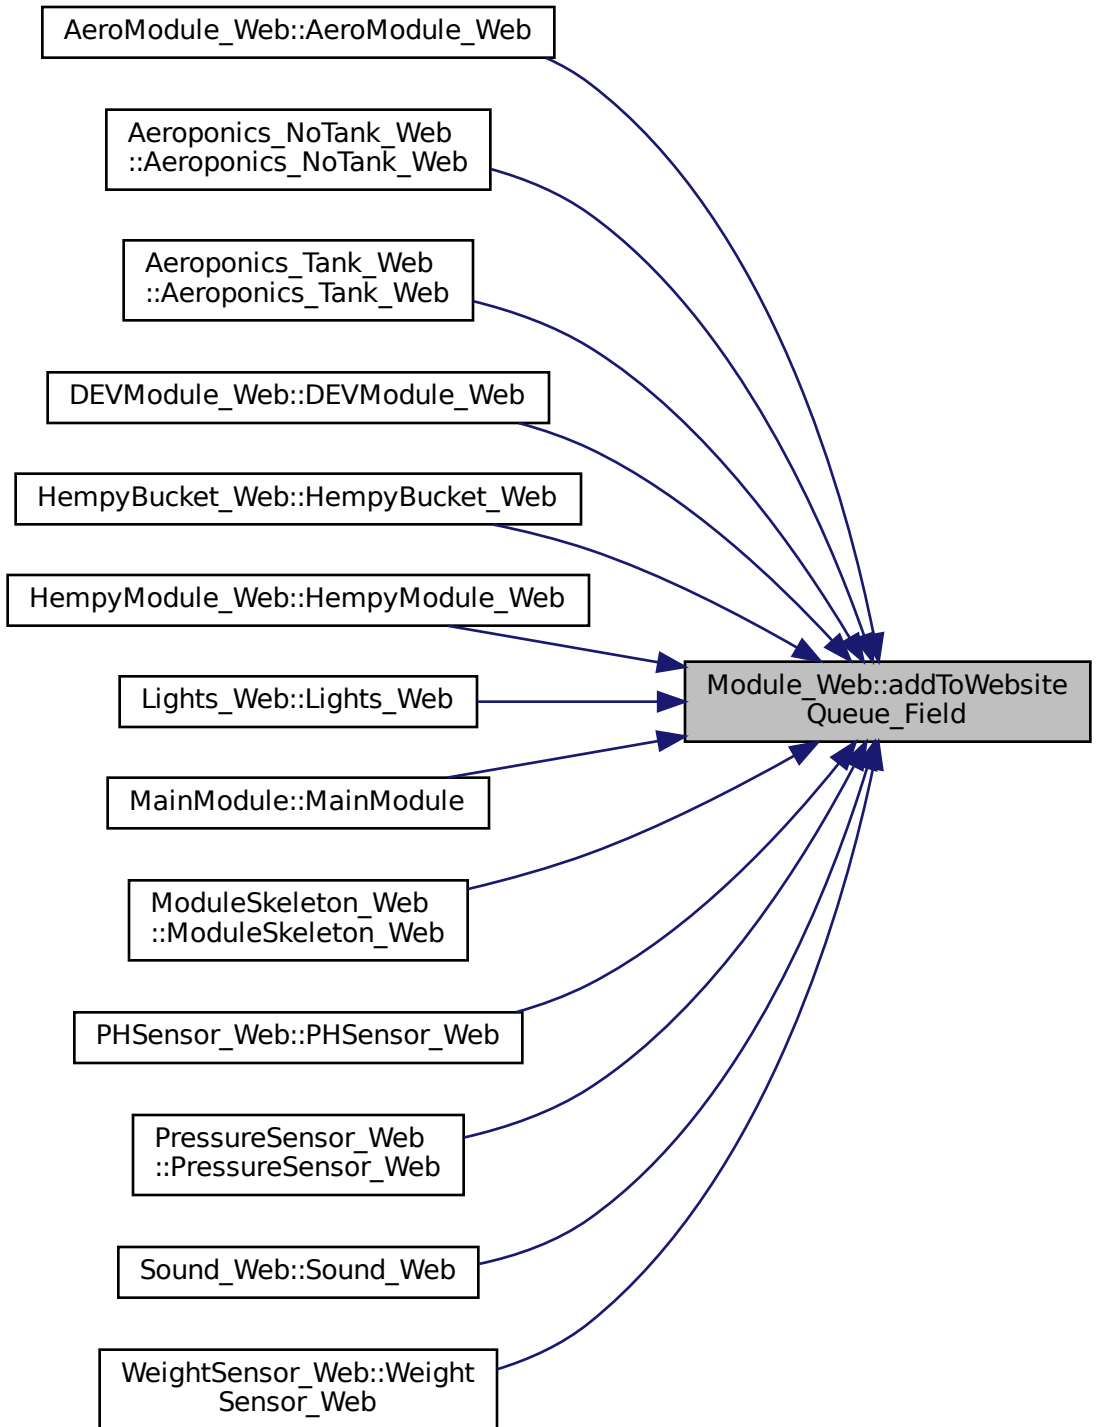 AeroModule_Web::AeroModule_Web
Aeroponics_NoTank_Web
::Aeroponics_NoTank_Web
Aeroponics_Tank_Web
::Aeroponics_Tank_Web
DEVModule_Web::DEVModule_Web
HempyBucket_Web::HempyBucket_Web
HempyModule_Web::HempyModule_Web
Lights_Web::Lights_Web
Module_Web::addToWebsite
Queue_Field
MainModule::MainModule
ModuleSkeleton_Web
::ModuleSkeleton_Web
PHSensor_Web::PHSensor_Web
PressureSensor_Web
::PressureSensor_Web
Sound_Web::Sound_Web
WeightSensor_Web::Weight
Sensor_Web